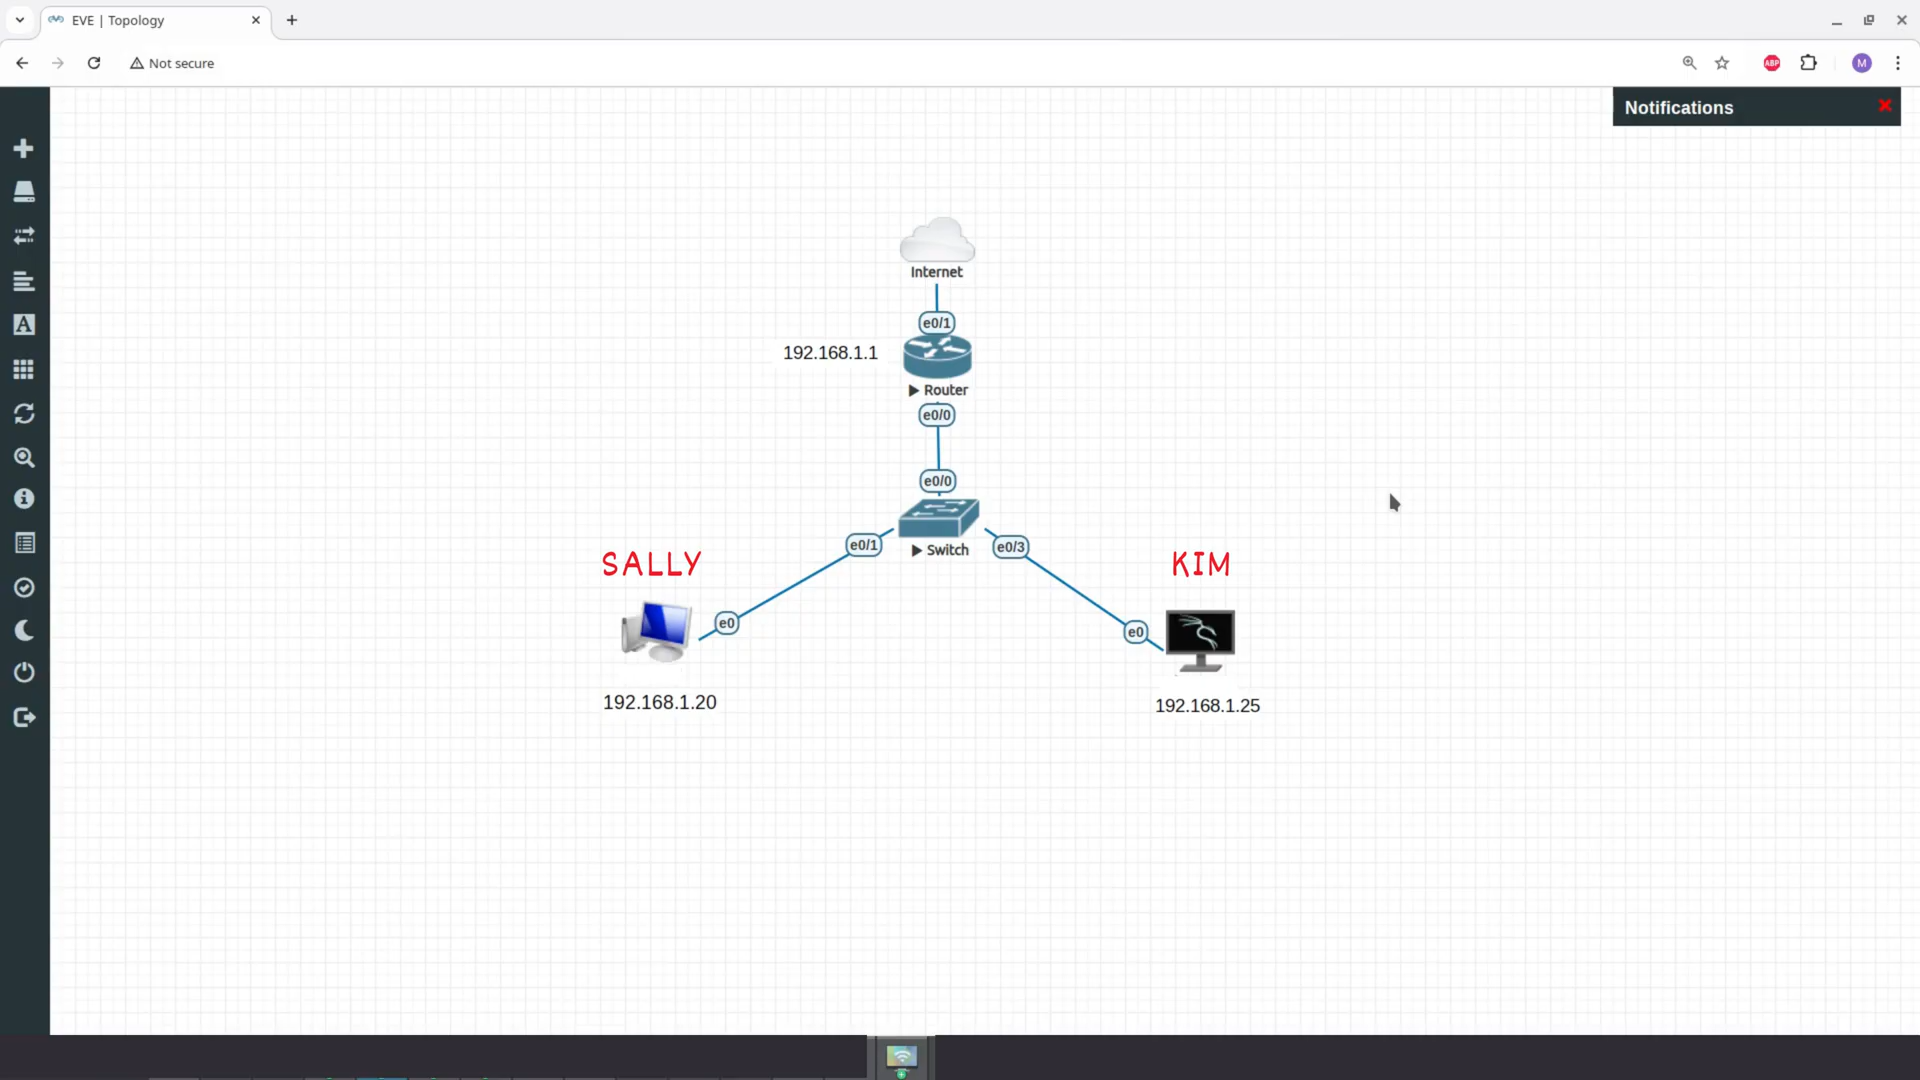 EVE | Topology
Not secure
ABP
M
Notifications
Internet
e0/1
192.168.1.1
Router
e0/0
e0/0
Switch
e0/1
e0/3
SALLY
KIM
e0
e0
192.168.1.20
192.168.1.25